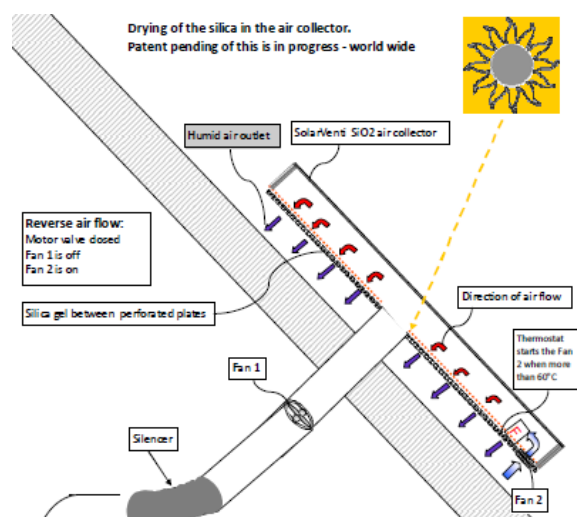 Drying of the silica in the air collector.
Patent pending of this is in progress - world wide
Humid air outlet
SolarVenti SiO2 air collector
Reverse air flow:
Motor valve closed
Fan 1 is off
Fan 2 is on
Silica gel between perforated plates
Direction of air flow
Thermostat
starts the Fan
2 when more
than 60°C
Fan 1
Silencer
F
Fan 2